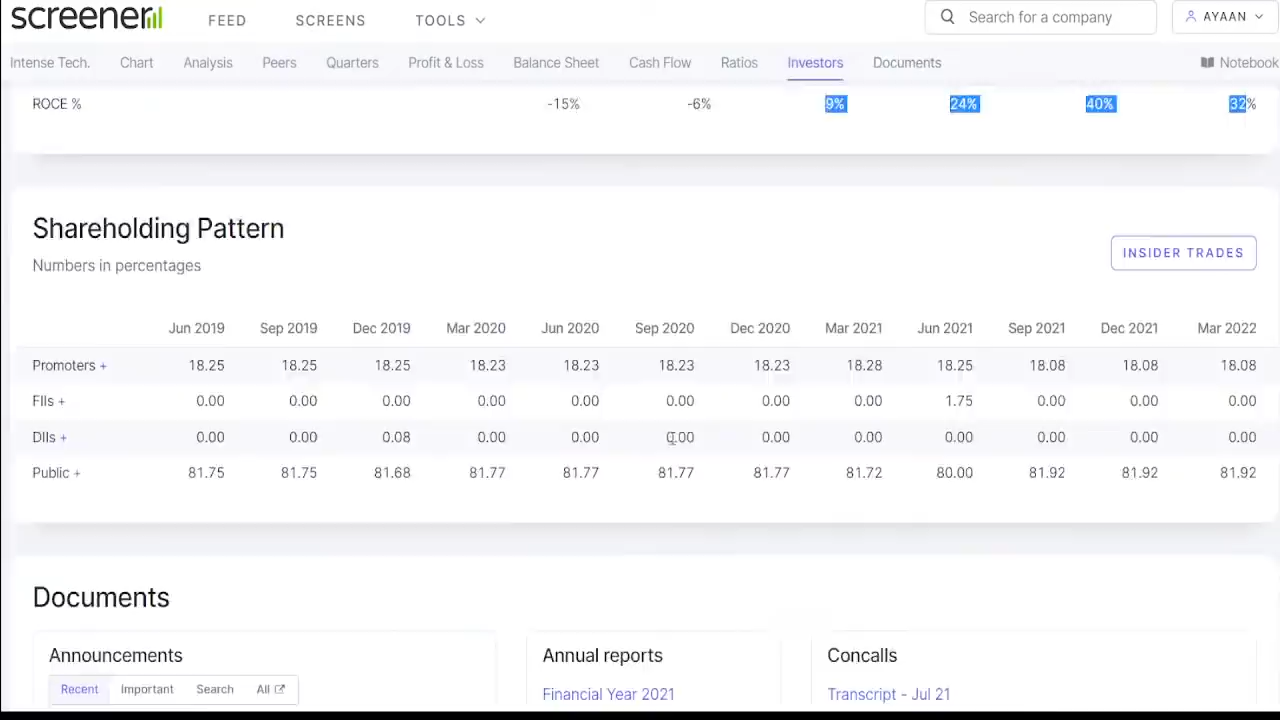 screener FEED SCREENS TOOLS Search for a company AYAAN
Intense Tech. Chart Analysis Peers Quarters Profit & Loss Balance Sheet Cash Flow Ratios Investors Documents Notebook
ROCE % -15% -6% 9% 24% 40% 32%
Shareholding Pattern
Numbers in percentages
INSIDER TRADES
Jun 2019 Sep 2019 Dec 2019 Mar 2020 Jun 2020 Sep 2020 Dec 2020 Mar 2021 Jun 2021 Sep 2021 Dec 2021 Mar 2022
Promoters + 18.25 18.25 18.25 18.23 18.23 18.23 18.23 18.28 18.25 18.08 18.08 18.08
FIIs + 0.00 0.00 0.00 0.00 0.00 0.00 0.00 0.00 1.75 0.00 0.00 0.00
DIIs + 0.00 0.00 0.08 0.00 0.00 0.00 0.00 0.00 0.00 0.00 0.00 0.00
Public + 81.75 81.75 81.68 81.77 81.77 81.77 81.77 81.72 80.00 81.92 81.92 81.92
Documents
Announcements
Recent Important Search All
Annual reports
Financial Year 2021
Concalls
Transcript - Jul 21